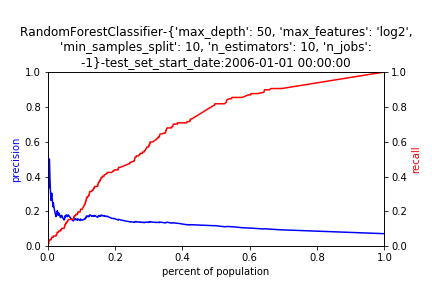 RandomForestClassifier-{'max_depth': 50, 'max_features': 'log2',
'min_samples_split': 10, 'n_estimators': 10, 'n_jobs':
-1}-test_set_start_date:2006-01-01 00:00:00
1.0 1.0
0.8 0.8
0.6 0.6
precision recall
0.4 0.4
0.2 0.2
0.0 0.0
0.0 0.2 0.4 0.6 0.8 1.0
percent of population